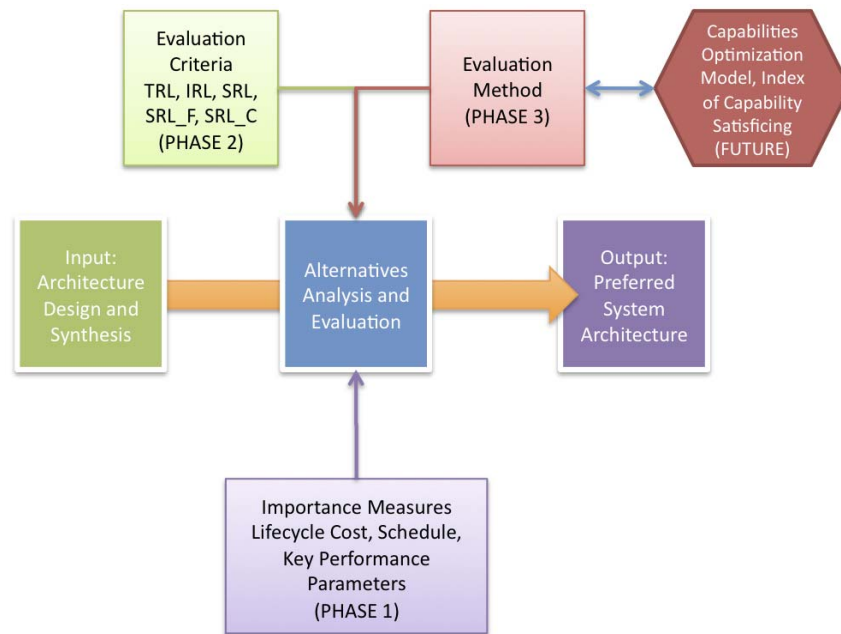 Evaluation
Criteria
TRL, IRL, SRL,
SRL_F, SRL_C
(PHASE 2)
Evaluation
Method
(PHASE 3)
Capabilities
Optimization
Model, Index
of Capability
Satisficing
(FUTURE)
Input:
Architecture
Design and
Synthesis
Alternatives
Analysis and
Evaluation
Output:
Preferred
System
Architecture
Importance Measures
Lifecycle Cost, Schedule,
Key Performance
Parameters
(PHASE 1)